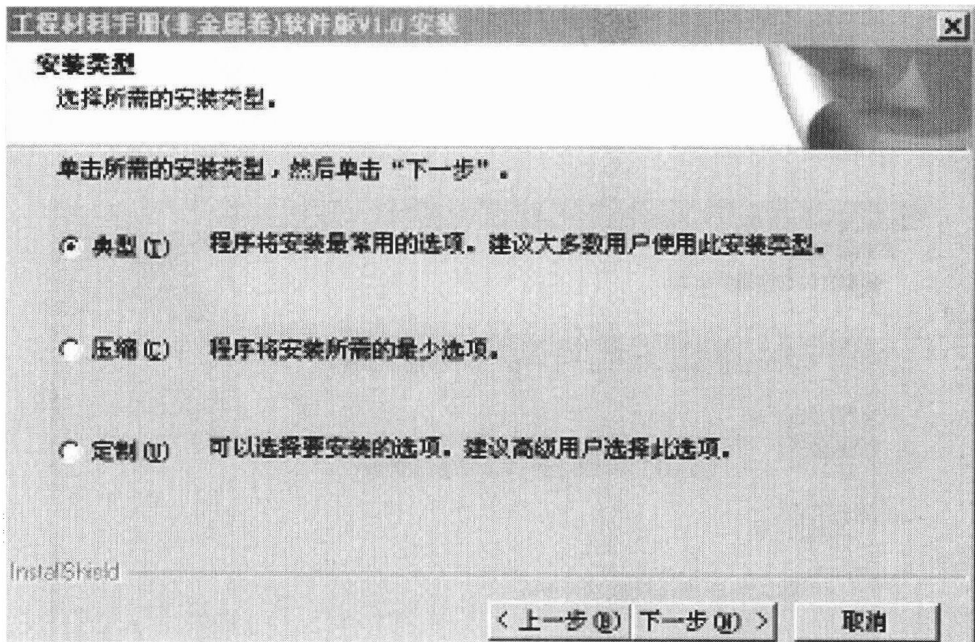 工程材料手册(非金属卷)软件版V1.0 安装
安装类型
选择所需的安装类型。
单击所需的安装类型，然后单击“下一步”。
典型(T) 程序将安装最常用的选项。建议大多数用户使用此安装类型。
压缩(C) 程序将安装所需的最少选项。
定制(U) 可以选择要安装的选项。建议高级用户选择此选项。
InstallShield
< 上一步(B) 下一步(N) > 取消